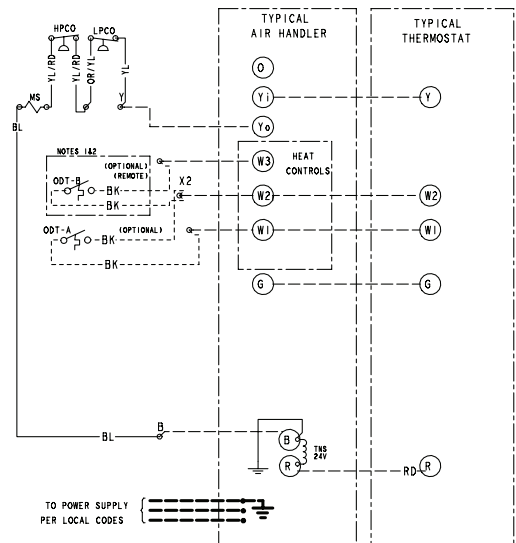 TYPICAL
AIR HANDLER
TYPICAL
THERMOSTAT
HPCO
LPCO
YL/RD
YL/RD
OR/YL
YL
O
Yi
Y
MS
Y
BL
Yo
NOTES 1&2
(OPTIONAL)
(REMOTE)
W3
HEAT
CONTROLS
ODT-B
BK
X2
BK
W2
W2
ODT-A
(OPTIONAL)
BK
W1
W1
BK
G
G
B
BL
B
TNS
24V
R
RD
R
TO POWER SUPPLY
PER LOCAL CODES